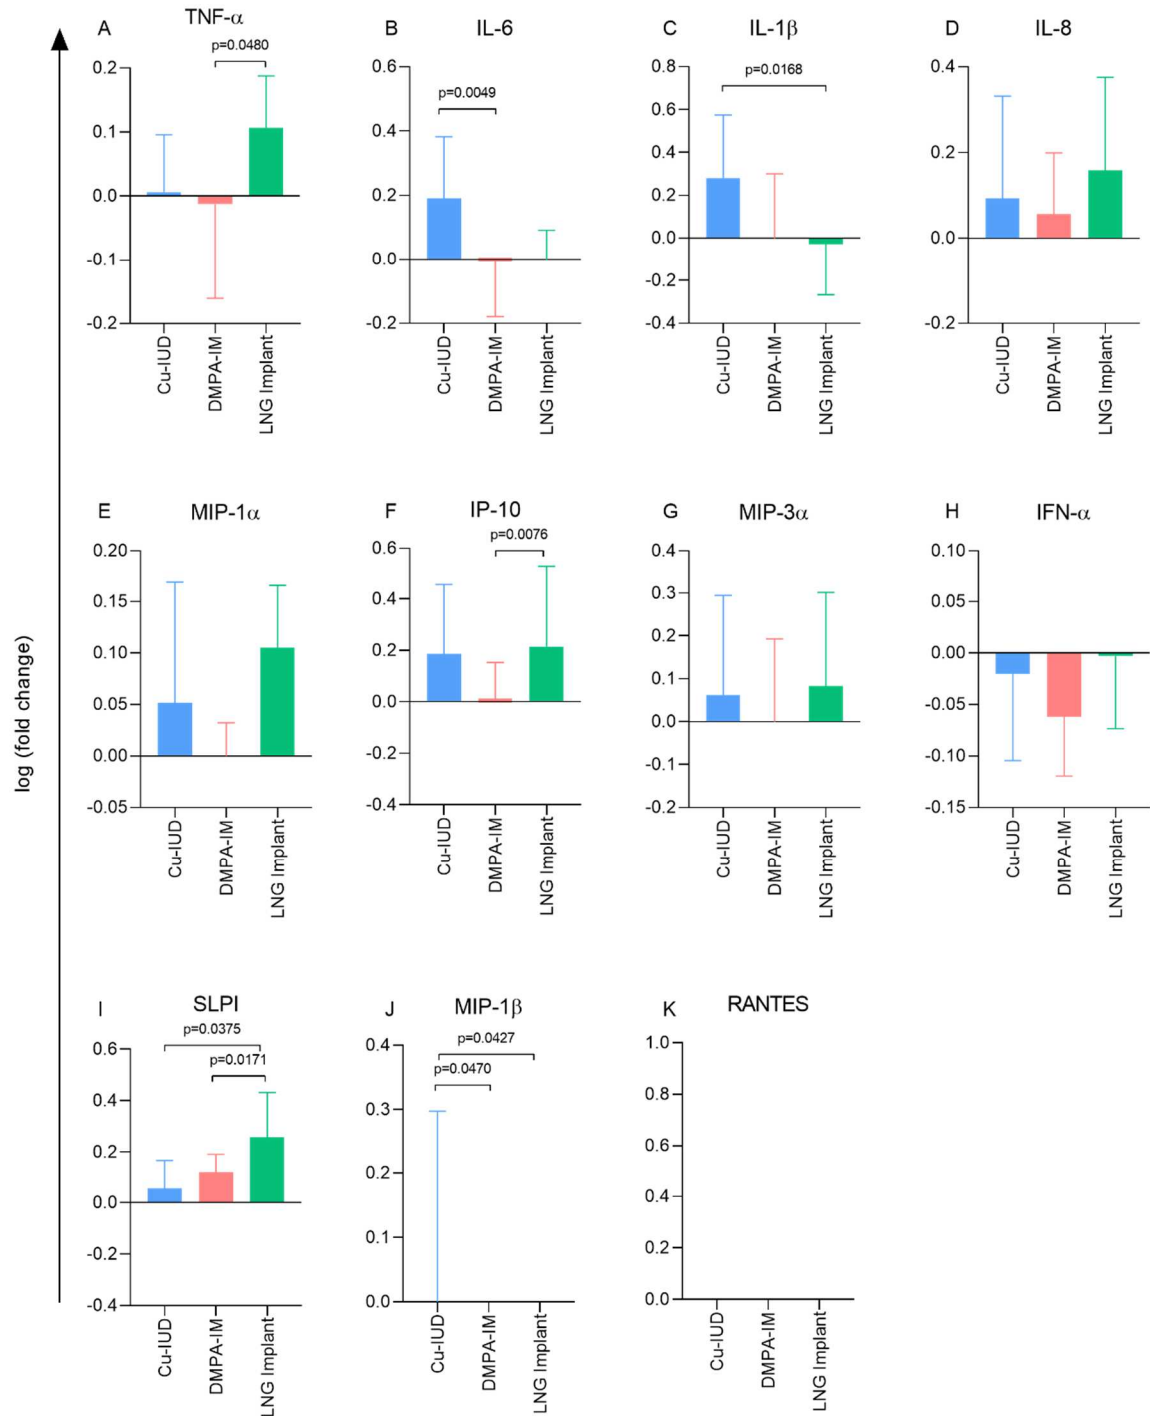 log (fold change)
A
TNF-α
p=0.0480
0.2
0.1
0.0
-0.1
-0.2
Cu-IUD
DMPA-IM
LNG Implant
B
IL-6
p=0.0049
0.6
0.4
0.2
0.0
-0.2
Cu-IUD
DMPA-IM
LNG Implant
C
IL-1β
p=0.0168
0.8
0.6
0.4
0.2
0.0
-0.2
-0.4
Cu-IUD
DMPA-IM
LNG Implant
D
IL-8
0.4
0.2
0.0
-0.2
Cu-IUD
DMPA-IM
LNG Implant
E
MIP-1α
0.20
0.15
0.10
0.05
0.00
-0.05
Cu-IUD
DMPA-IM
LNG Implant
F
IP-10
p=0.0076
0.6
0.4
0.2
0.0
-0.2
-0.4
Cu-IUD
DMPA-IM
LNG Implant
G
MIP-3α
0.4
0.3
0.2
0.1
0.0
-0.1
-0.2
Cu-IUD
DMPA-IM
LNG Implant
H
IFN-α
0.10
0.05
0.00
-0.05
-0.10
-0.15
Cu-IUD
DMPA-IM
LNG Implant
I
SLPI
p=0.0375
p=0.0171
0.6
0.4
0.2
0.0
-0.2
-0.4
Cu-IUD
DMPA-IM
LNG Implant
J
MIP-1β
p=0.0427
p=0.0470
0.4
0.3
0.2
0.1
0.0
Cu-IUD
DMPA-IM
LNG Implant
K
RANTES
1.0
0.8
0.6
0.4
0.2
0.0
Cu-IUD
DMPA-IM
LNG Implant